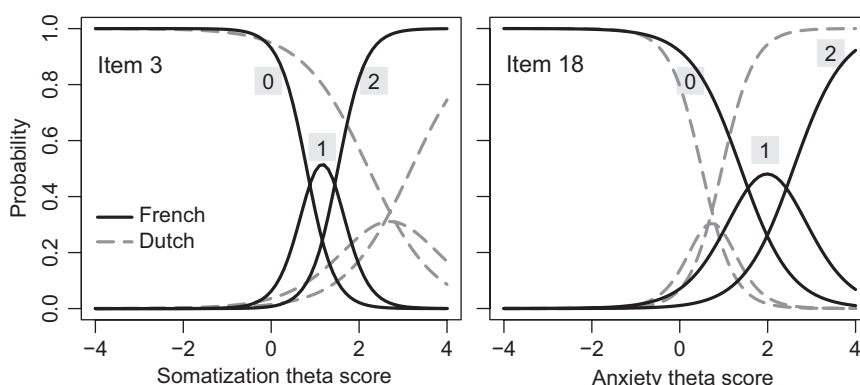 Item 3
Item 18
0
2
1
0
2
1
French
Dutch
Probability
0.0 0.2 0.4 0.6 0.8 1.0
−4 −2 0 2 4
−4 −2 0 2 4
Somatization theta score
Anxiety theta score